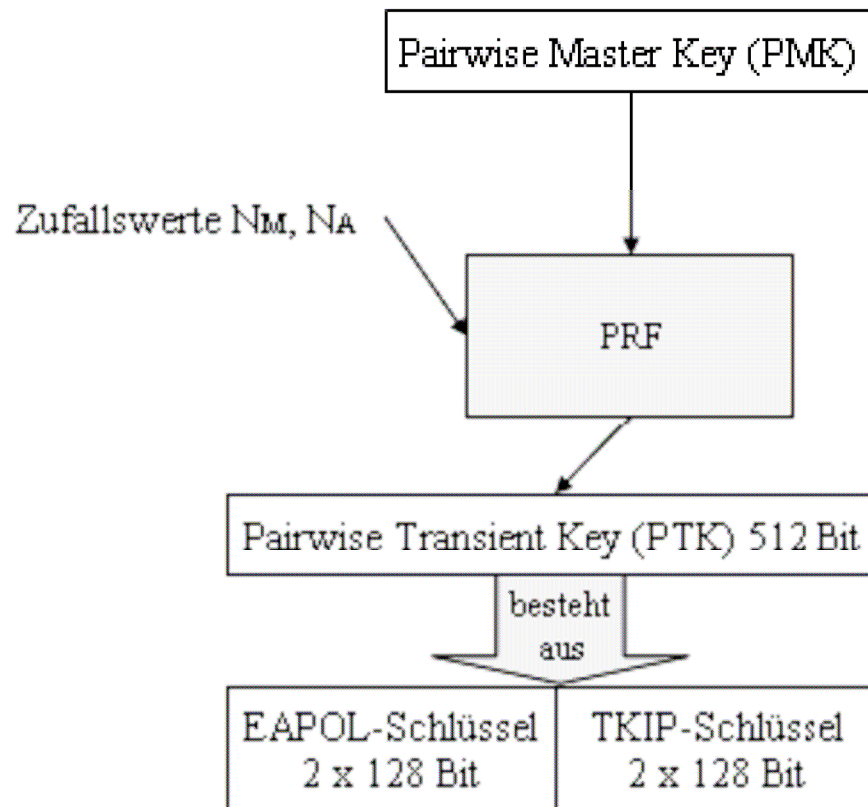 Pairwise Master Key (PMK)
Zufallswerte NM, NA
PRF
Pairwise Transient Key (PTK) 512 Bit
besteht
aus
EAPOL-Schlüssel
2 x 128 Bit
TKIP-Schlüssel
2 x 128 Bit